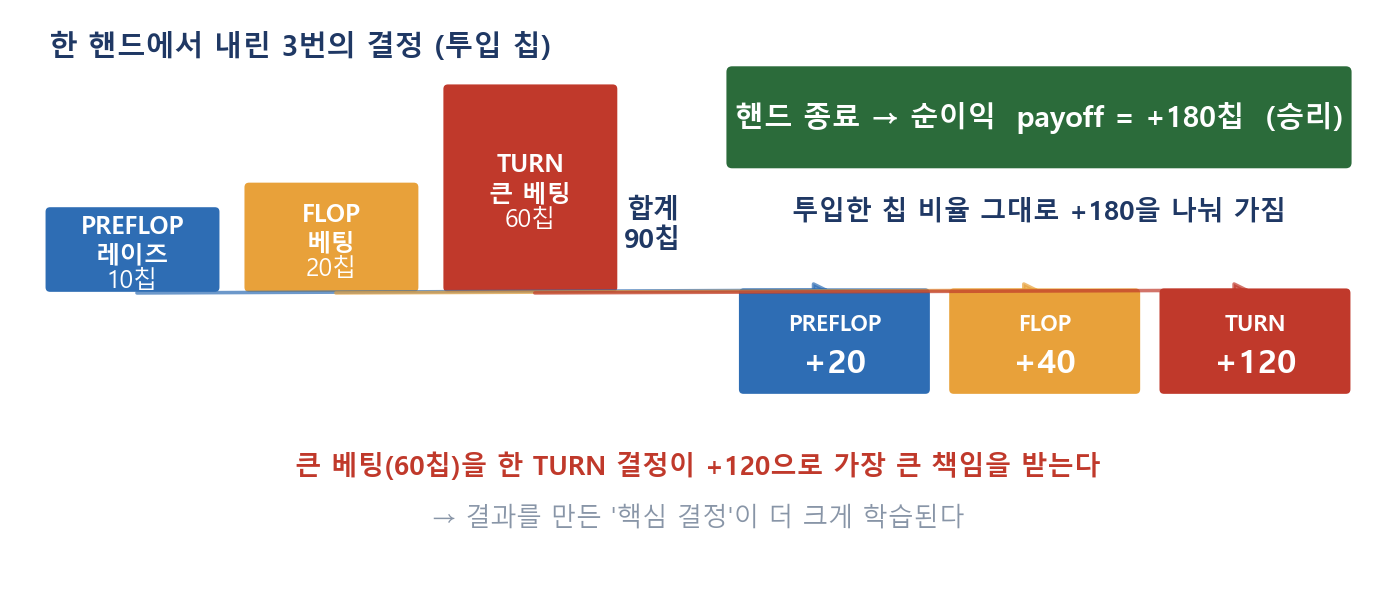 한 핸드에서 내린 3번의 결정 (투입 칩)
PREFLOP
레이즈
10칩
FLOP
베팅
20칩
TURN
큰 베팅
60칩
합계
90칩
핸드 종료 → 순이익 payoff = +180칩 (승리)
투입한 칩 비율 그대로 +180을 나눠 가짐
PREFLOP
+20
FLOP
+40
TURN
+120
큰 베팅(60칩)을 한 TURN 결정이 +120으로 가장 큰 책임을 받는다
→ 결과를 만든 '핵심 결정'이 더 크게 학습된다